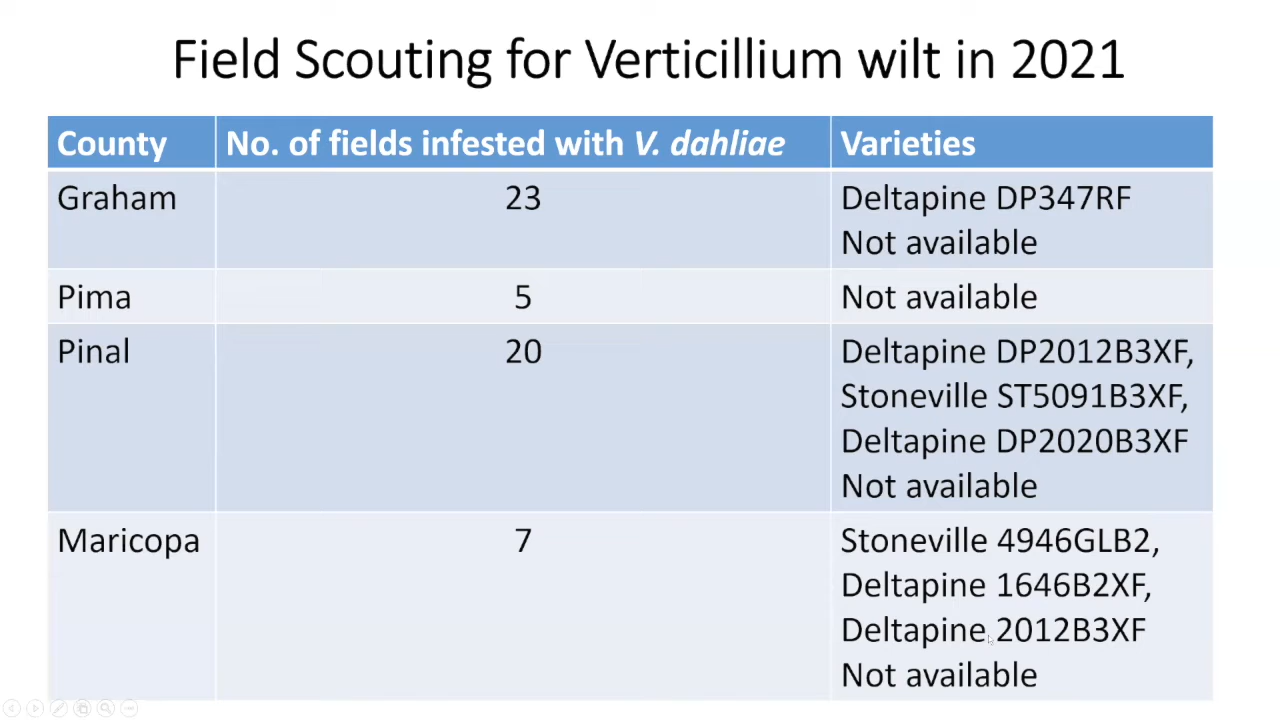 Field Scouting for Verticillium wilt in 2021
County No. of fields infested with V. dahliae Varieties
Graham 23 Deltapine DP347RF
Not available
Pima 5 Not available
Pinal 20 Deltapine DP2012B3XF,
Stoneville ST5091B3XF,
Deltapine DP2020B3XF
Not available
Maricopa 7 Stoneville 4946GLB2,
Deltapine 1646B2XF,
Deltapine 2012B3XF
Not available